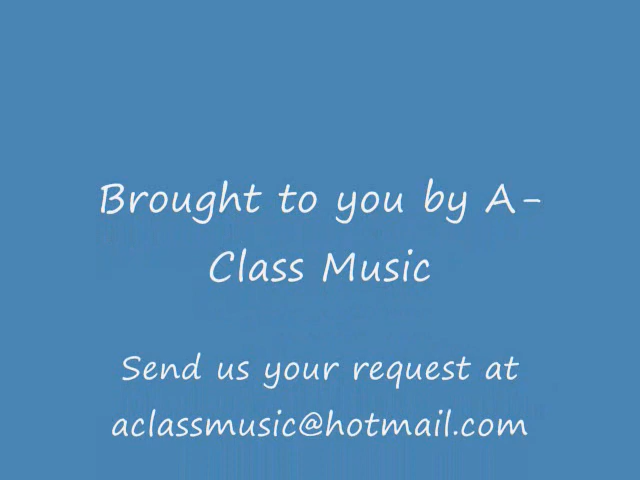 Brought to you by A-
Class Music
Send us your request at
aclassmusic@hotmail.com